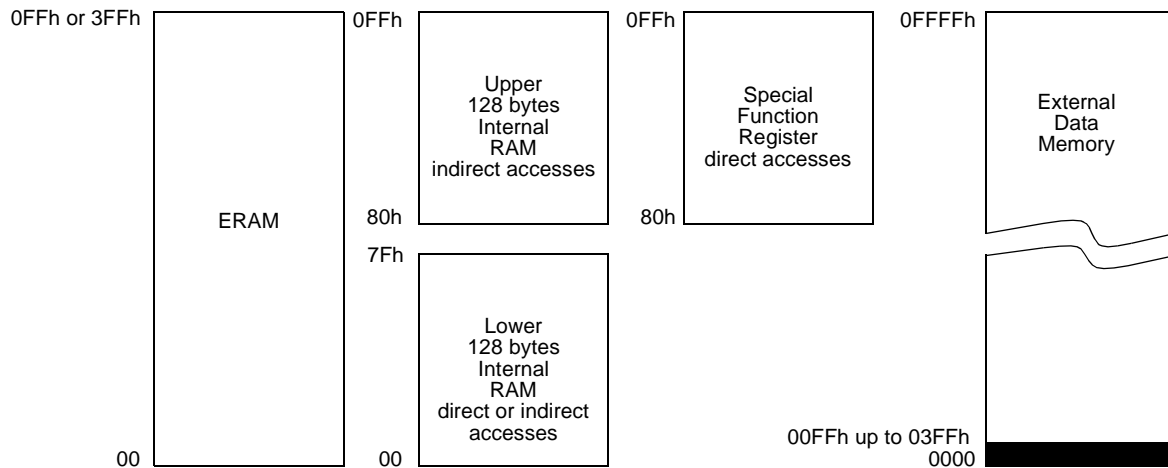 0FFh or 3FFh
ERAM
00
0FFh
Upper
128 bytes
Internal
RAM
indirect accesses
80h
7Fh
Lower
128 bytes
Internal
RAM
direct or indirect
accesses
00
0FFh
Special
Function
Register
direct accesses
80h
0FFFFh
External
Data
Memory
00FFh up to 03FFh
0000